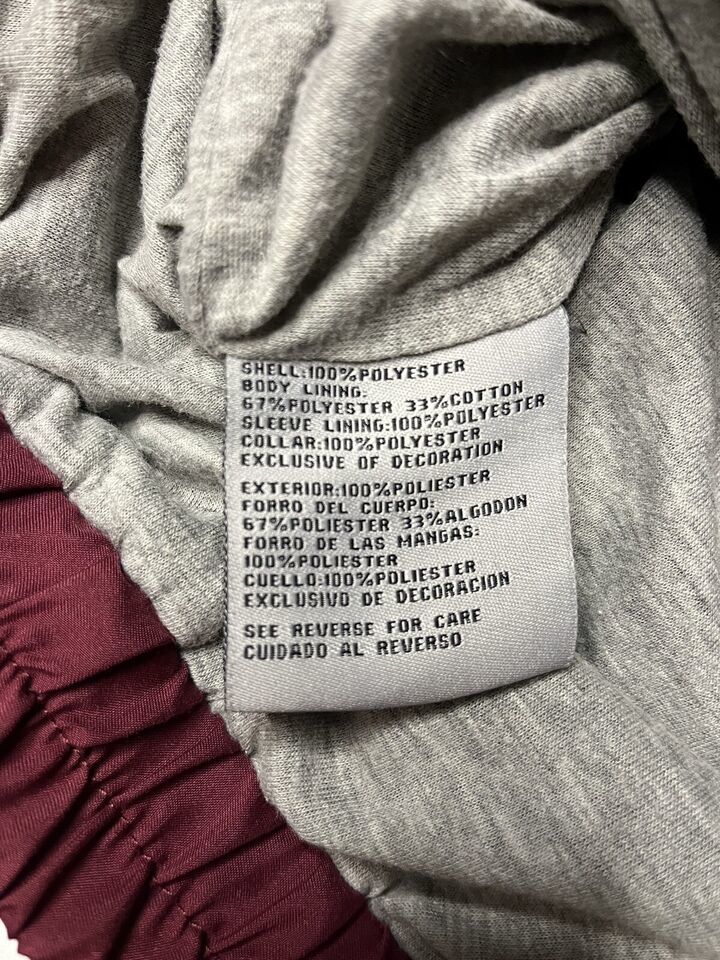 SHELL:100%POLYESTER
BODY LINING:
67%POLYESTER 33%COTTON
SLEEVE LINING:100%POLYESTER
COLLAR:100%POLYESTER
EXCLUSIVE OF DECORATION
EXTERIOR:100%POLIESTER
FORRO DEL CUERPO:
67%POLIESTER 33%ALGODON
FORRO DE LAS MANGAS:
100%POLIESTER
CUELLO:100%POLIESTER
EXCLUSIVO DE DECORACION
SEE REVERSE FOR CARE
CUIDADO AL REVERSO